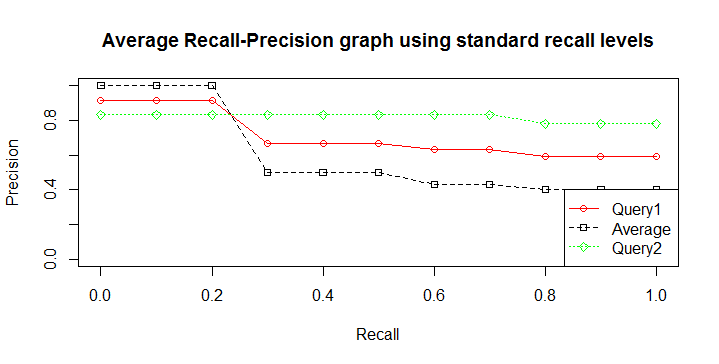 Average Recall-Precision graph using standard recall levels
Precision
0.8
0.4
0.0
Query1
Average
Query2
0.0 0.2 0.4 0.6 0.8 1.0
Recall